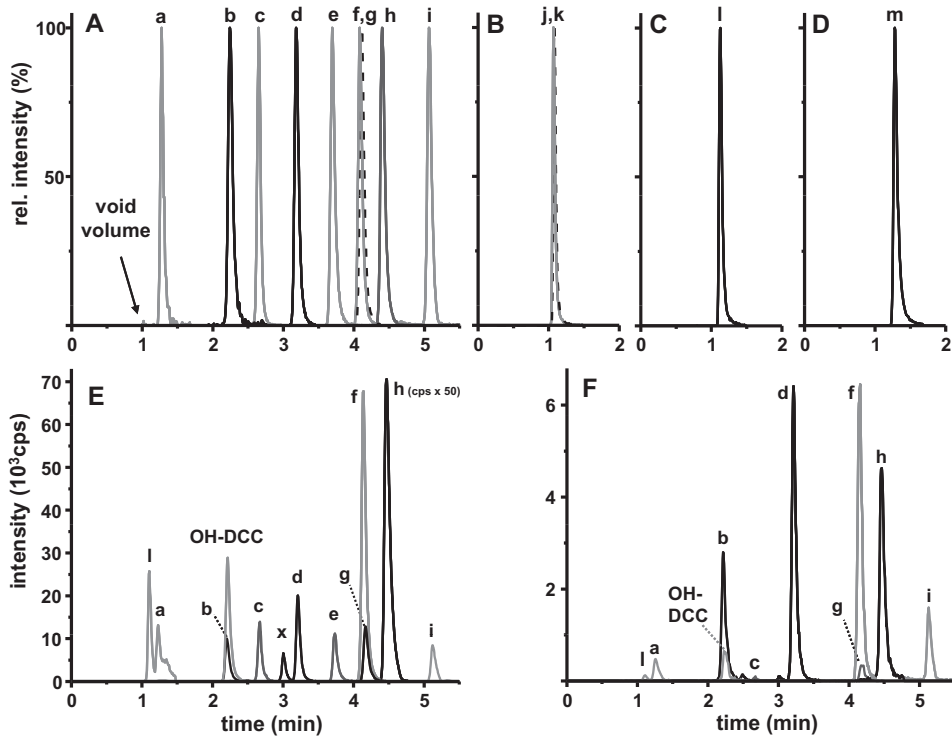 A a b c d e f,g h i
B j,k
C l
D m
rel. intensity (%)
100
50
void
volume
0 1 2 3 4 5
0 1 2
0 1 2
0 1 2
E
l
a
OH-DCC
b
c
x
d
e
f
g
h (cps x 50)
i
intensity (10³cps)
70
60
50
40
30
20
10
0
0 1 2 3 4 5
time (min)
F
l
a
OH-
DCC
b
c
d
f
g
h
i
6
4
2
0 1 2 3 4 5
time (min)